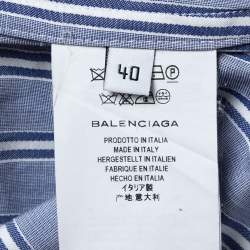 40
BALENCIAGA
PRODOTTO IN ITALIA
MADE IN ITALY
HERGESTELLT IN ITALIEN
FABRIQUE EN ITALIE
HECHO EN ITALIA
イタリア製
产地意大利